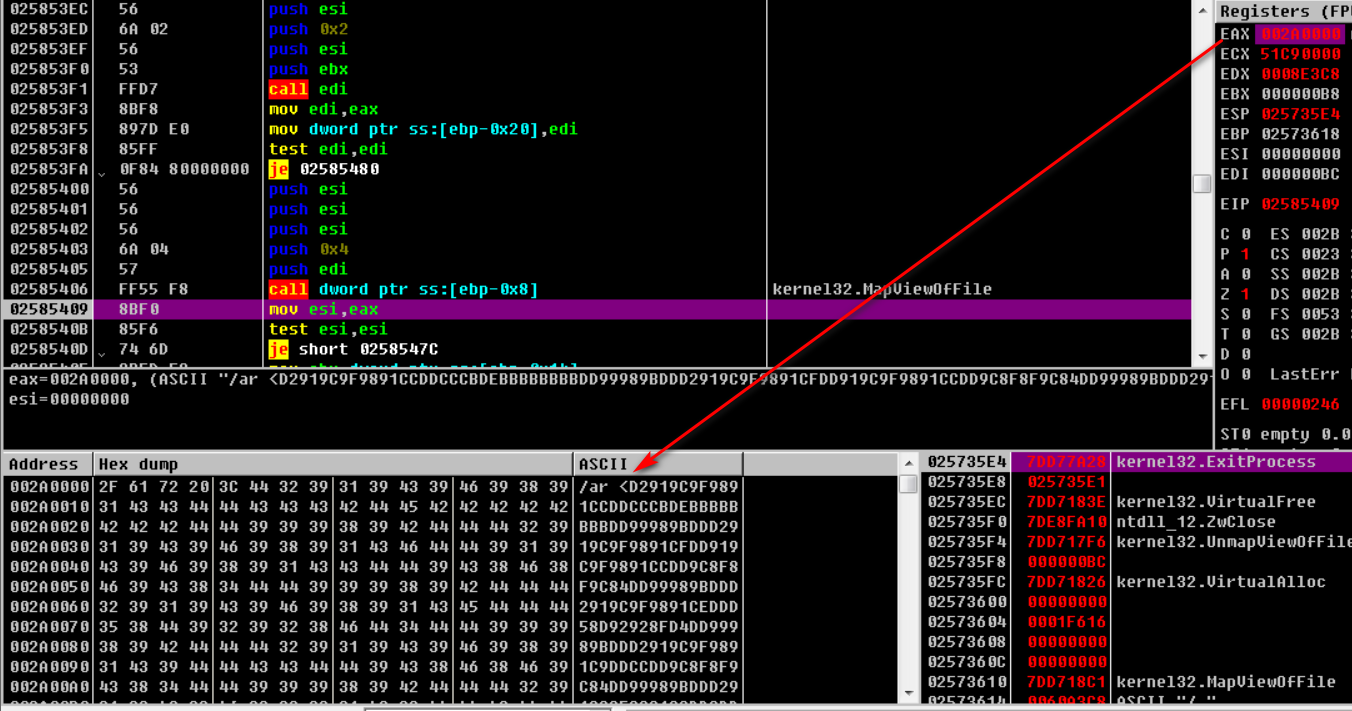 025853EC 56 push esi
025853ED 6A 02 push 0x2
025853EF 56 push esi
025853F0 53 push ebx
025853F1 FFD7 call edi
025853F3 8BF8 mov edi,eax
025853F5 897D E0 mov dword ptr ss:[ebp-0x20],edi
025853F8 85FF test edi,edi
025853FA 0F84 80000000 je 02585480
02585400 56 push esi
02585401 56 push esi
02585402 56 push esi
02585403 6A 04 push 0x4
02585405 57 push edi
02585406 FF55 F8 call dword ptr ss:[ebp-0x8] kernel32.MapViewOfFile
02585409 8BF0 mov esi,eax
0258540B 85F6 test esi,esi
0258540D 74 6D je short 0258547C
Registers (FP
EAX 002A0000
ECX 51C90000
EDX 0008E3C8
EBX 000000B8
ESP 025735E4
EBP 02573618
ESI 00000000
EDI 000000BC
EIP 02585409
C 0 ES 002B
P 1 CS 0023
A 0 SS 002B
Z 1 DS 002B
S 0 FS 0053
T 0 GS 002B
D 0
O 0 LastErr
EFL 00000246
ST0 empty 0.0
eax=002A0000, (ASCII "/ar <D2919C9F9891CCDDCCCBDEBBBBBBBBBDD99989BDDD2919C9F9891CFDD919C9F9891CCDD9C8F8F9C84DD99989BDDD29
esi=00000000
Address Hex dump ASCII
002A0000 2F 61 72 20 3C 44 32 39 31 39 43 39 46 39 38 39 /ar <D2919C9F989
002A0010 31 43 43 44 44 43 43 43 42 44 45 42 42 42 42 42 1CCDDCCCBDEBBBBB
002A0020 42 42 42 44 44 39 39 39 38 39 42 44 44 44 32 39 BBBDD99989BDDD29
002A0030 31 39 43 39 46 39 38 39 31 43 46 44 44 39 31 39 19C9F9891CFDD919
002A0040 43 39 46 39 38 39 31 43 43 44 44 39 43 38 46 38 C9F9891CCDD9C8F8
002A0050 46 39 43 38 34 44 44 39 39 39 38 39 42 44 44 44 F9C84DD99989BDDD
002A0060 32 39 31 39 43 39 46 39 38 39 31 43 45 44 44 44 2919C9F9891CEDDD
002A0070 35 38 44 39 32 39 32 38 46 44 34 44 44 39 39 39 58D92928FD4DD999
002A0080 38 39 42 44 44 44 32 39 31 39 43 39 46 39 38 39 89BDDD2919C9F989
002A0090 31 43 39 44 44 43 43 44 44 39 43 38 46 38 46 39 1C9DDCCDD9C8F8F9
002A00A0 43 38 34 44 44 39 39 39 38 39 42 44 44 44 32 39 C84DD99989BDDD29
025735E4 7DD77A28 kernel32.ExitProcess
025735E8 025735E1
025735EC 7DD7183E kernel32.VirtualFree
025735F0 7DE8FA10 ntdll_12.ZwClose
025735F4 7DD717F6 kernel32.UnmapViewOfFile
025735F8 000000BC
025735FC 7DD71826 kernel32.VirtualAlloc
02573600 00000000
02573604 0001F616
02573608 00000000
0257360C 00000000
02573610 7DD718C1 kernel32.MapViewOfFile